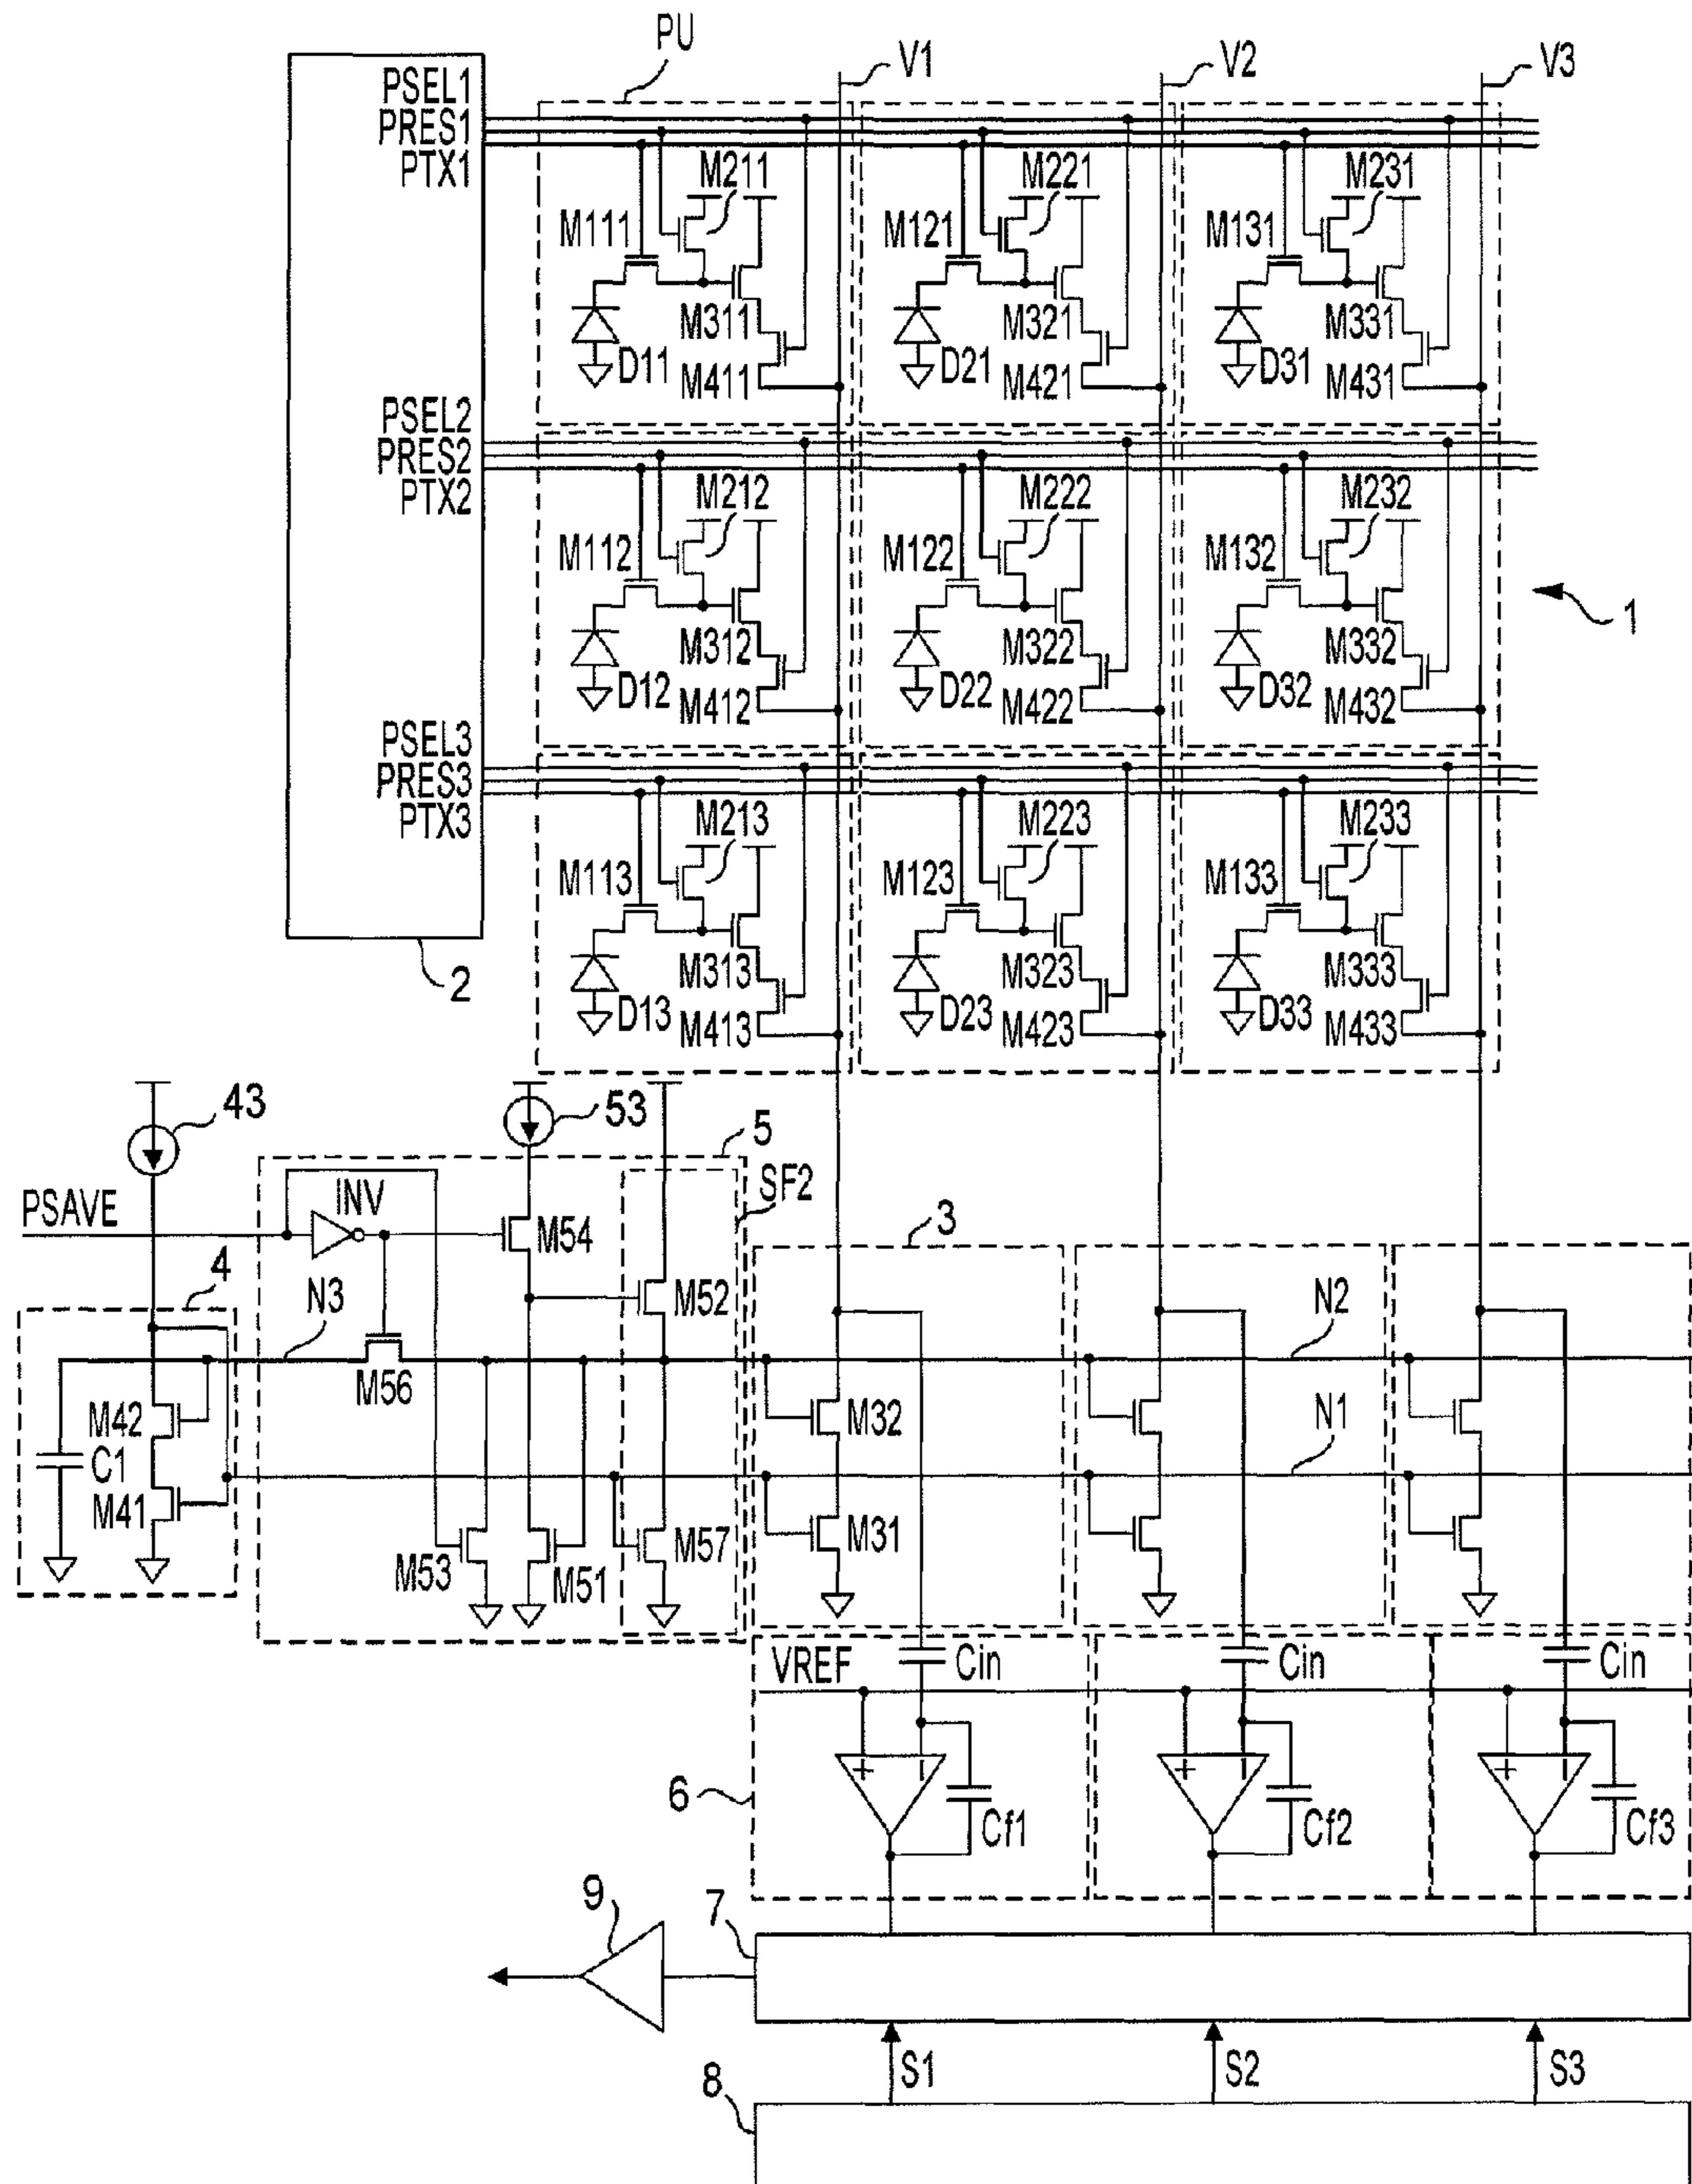 PU
V1
V2
V3
PSEL1
PRES1
PTX1
M211
M221
M231
M111
M121
M131
M311
M321
M331
D11
D21
D31
M411
M421
M431
PSEL2
PRES2
PTX2
M212
M222
M232
M112
M122
M132
1
M312
M322
M332
D12
D22
D32
M412
M422
M432
PSEL3
PRES3
PTX3
M213
M223
M233
M113
M123
M133
2
M313
M323
M333
D13
D23
D33
M413
M423
M433
43
53
5
SF2
PSAVE
INV
M54
3
4
N3
M52
N2
M56
M42
M32
N1
C1
M41
M53
M51
M57
M31
VREF
Cin
Cin
Cin
+
-
+
-
+
-
6
Cf1
Cf2
Cf3
9
7
S1
S2
S3
8